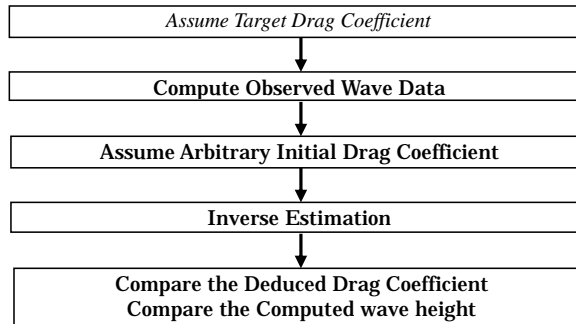 Assume Target Drag Coefficient
Compute Observed Wave Data
Assume Arbitrary Initial Drag Coefficient
Inverse Estimation
Compare the Deduced Drag Coefficient
Compare the Computed wave height